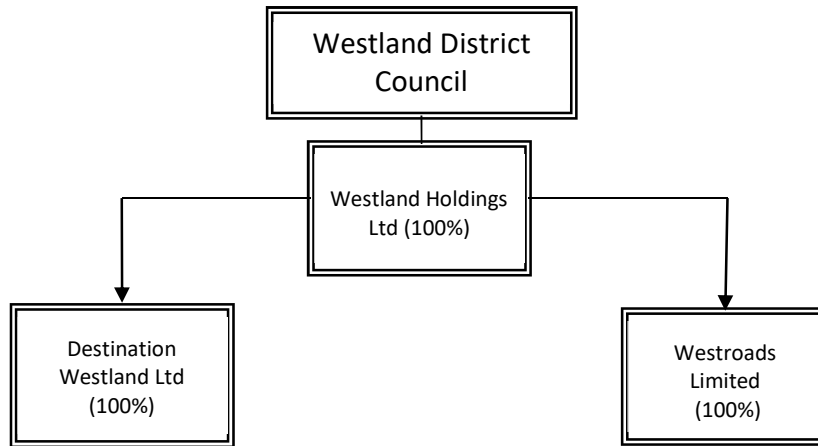 Westland District
Council
Westland Holdings
Ltd (100%)
Destination
Westland Ltd
(100%)
Westroads
Limited
(100%)